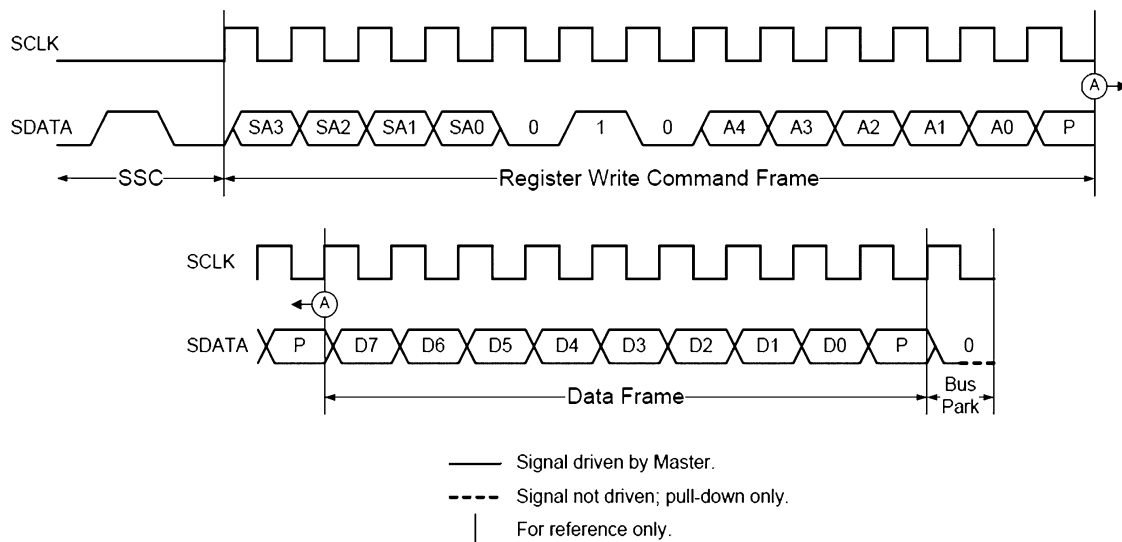 SCLK
A
SDATA SA3 SA2 SA1 SA0 0 1 0 A4 A3 A2 A1 A0 P
SSC Register Write Command Frame
SCLK
A
SDATA P D7 D6 D5 D4 D3 D2 D1 D0 P 0
Data Frame Bus
Park
Signal driven by Master.
Signal not driven; pull-down only.
For reference only.